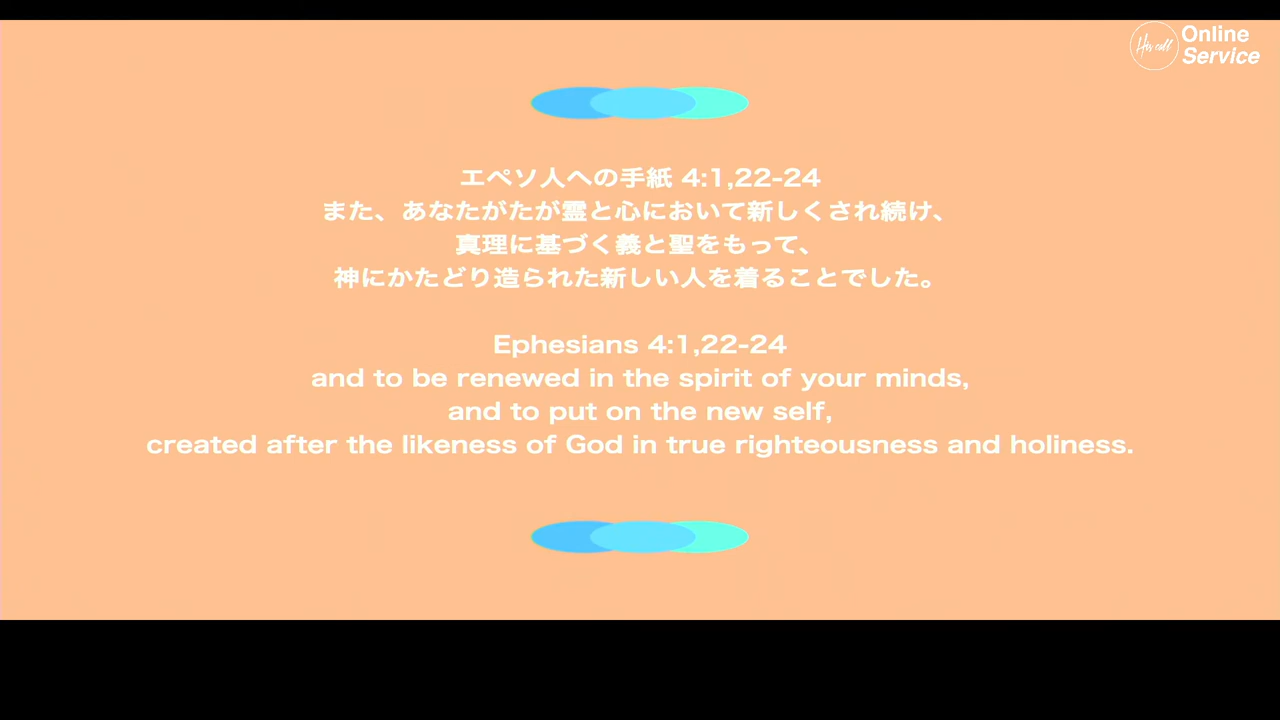 His call
Online
Service
エペソ人への手紙 4:1,22-24
また、あなたがたが霊と心において新しくされ続け、
真理に基づく義と聖をもって、
神にかたどり造られた新しい人を着ることでした。
Ephesians 4:1,22-24
and to be renewed in the spirit of your minds,
and to put on the new self,
created after the likeness of God in true righteousness and holiness.